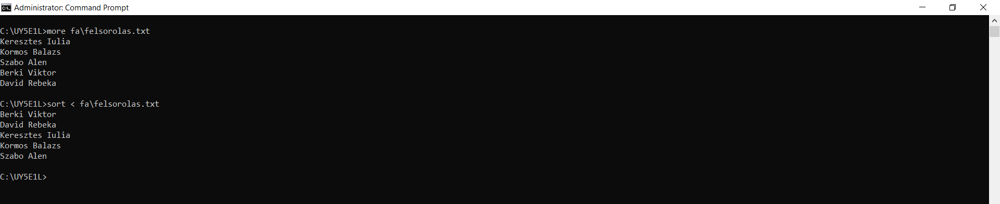 Administrator: Command Prompt
C:\UY5E1L>more fa\felsorolas.txt
Keresztes Iulia
Kormos Balazs
Szabo Alen
Berki Viktor
David Rebeka
C:\UY5E1L>sort < fa\felsorolas.txt
Berki Viktor
David Rebeka
Keresztes Iulia
Kormos Balazs
Szabo Alen
C:\UY5E1L>